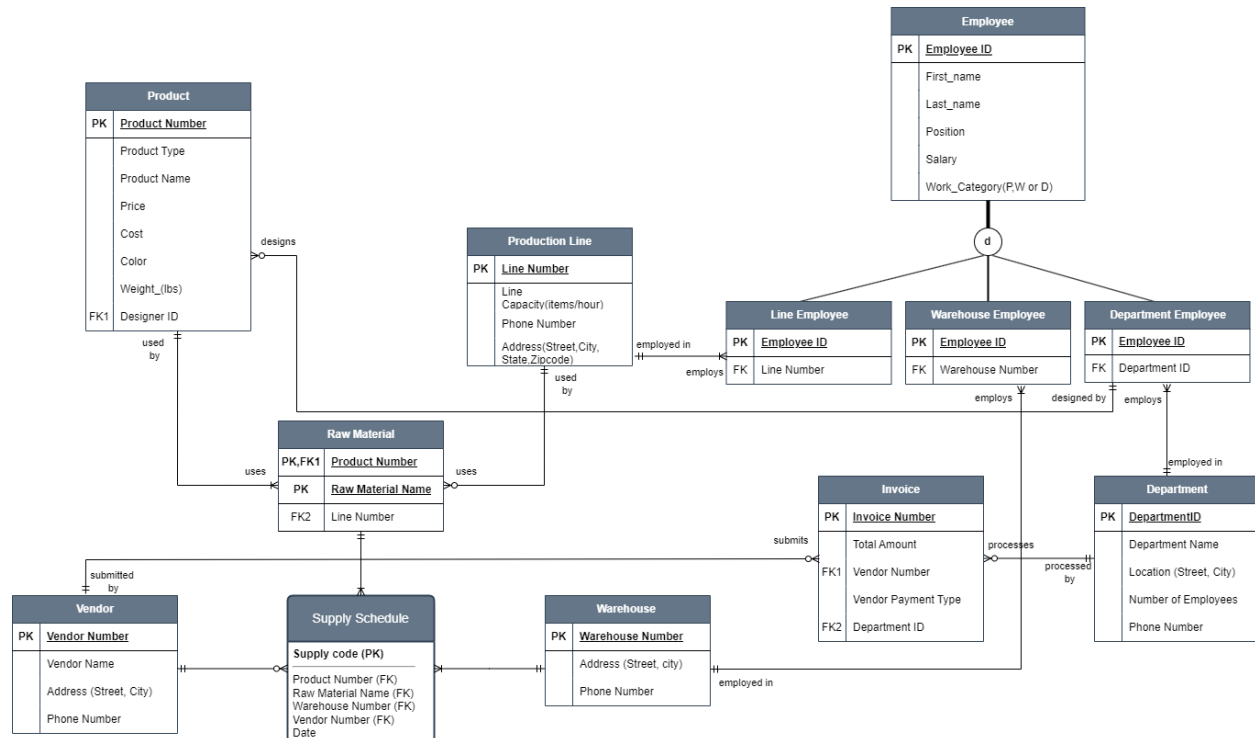 Employee
PK Employee ID
First_name
Last_name
Position
Salary
Work_Category(P,W or D)
d
Product
PK Product Number
Product Type
Product Name
Price
Cost
Color
Weight_(lbs)
FK1 Designer ID
designs
used
by
Production Line
PK Line Number
Line
Capacity(items/hour)
Phone Number
Address(Street,City,
State,Zipcode)
used
by
employed in
employs
Line Employee
PK Employee ID
FK Line Number
Warehouse Employee
PK Employee ID
FK Warehouse Number
employs
Department Employee
PK Employee ID
FK Department ID
designed by
employs
employed in
Raw Material
PK,FK1 Product Number
PK Raw Material Name
FK2 Line Number
uses
uses
Invoice
PK Invoice Number
Total Amount
FK1 Vendor Number
Vendor Payment Type
FK2 Department ID
submits
processes
processed
by
Department
PK DepartmentID
Department Name
Location (Street, City)
Number of Employees
Phone Number
submitted
by
Vendor
PK Vendor Number
Vendor Name
Address (Street, City)
Phone Number
Supply Schedule
Supply code (PK)
Product Number (FK)
Raw Material Name (FK)
Warehouse Number (FK)
Vendor Number (FK)
Date
Warehouse
PK Warehouse Number
Address (Street, city)
Phone Number
employed in